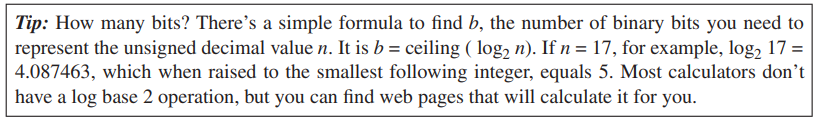 Tip: How many bits? There's a simple formula to find b, the number of binary bits you need to
represent the unsigned decimal value n. It is b = ceiling ( log₂ n). If n = 17, for example, log₂ 17 =
4.087463, which when raised to the smallest following integer, equals 5. Most calculators don't
have a log base 2 operation, but you can find web pages that will calculate it for you.